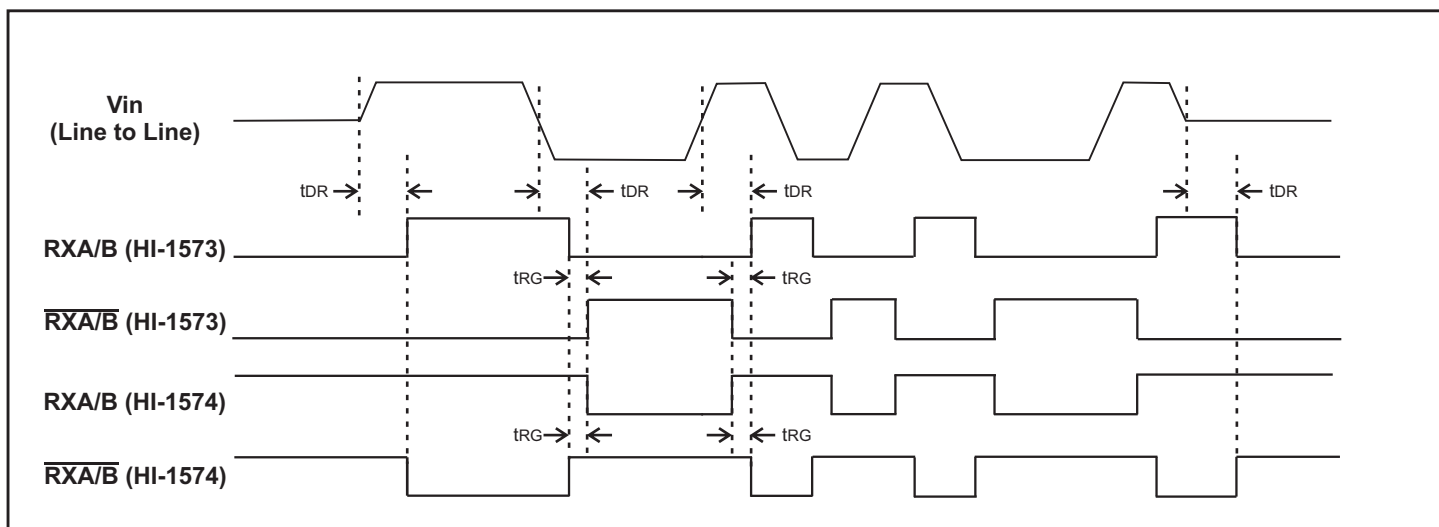 Vin
(Line to Line)
tDR tDR tDR tDR
RXA/B (HI-1573)
tRG tRG
RXA/B (HI-1573)
RXA/B (HI-1574)
tRG tRG
RXA/B (HI-1574)